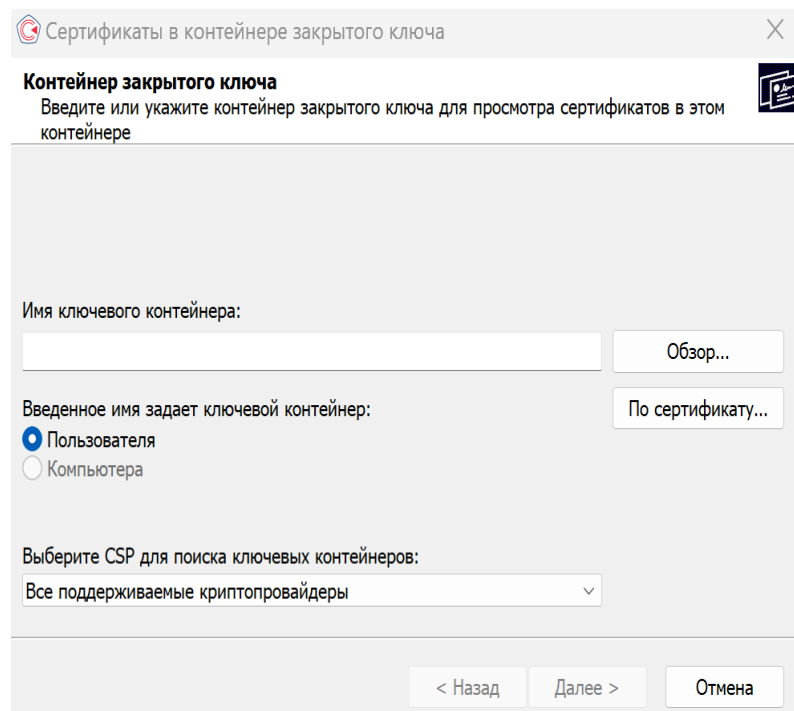 Сертификаты в контейнере закрытого ключа
Контейнер закрытого ключа
Введите или укажите контейнер закрытого ключа для просмотра сертификатов в этом
контейнере
Имя ключевого контейнера:
Обзор...
Введенное имя задает ключевой контейнер:
По сертификату...
Пользователя
Компьютера
Выберите CSP для поиска ключевых контейнеров:
Все поддерживаемые криптопровайдеры
< Назад
Далее >
Отмена